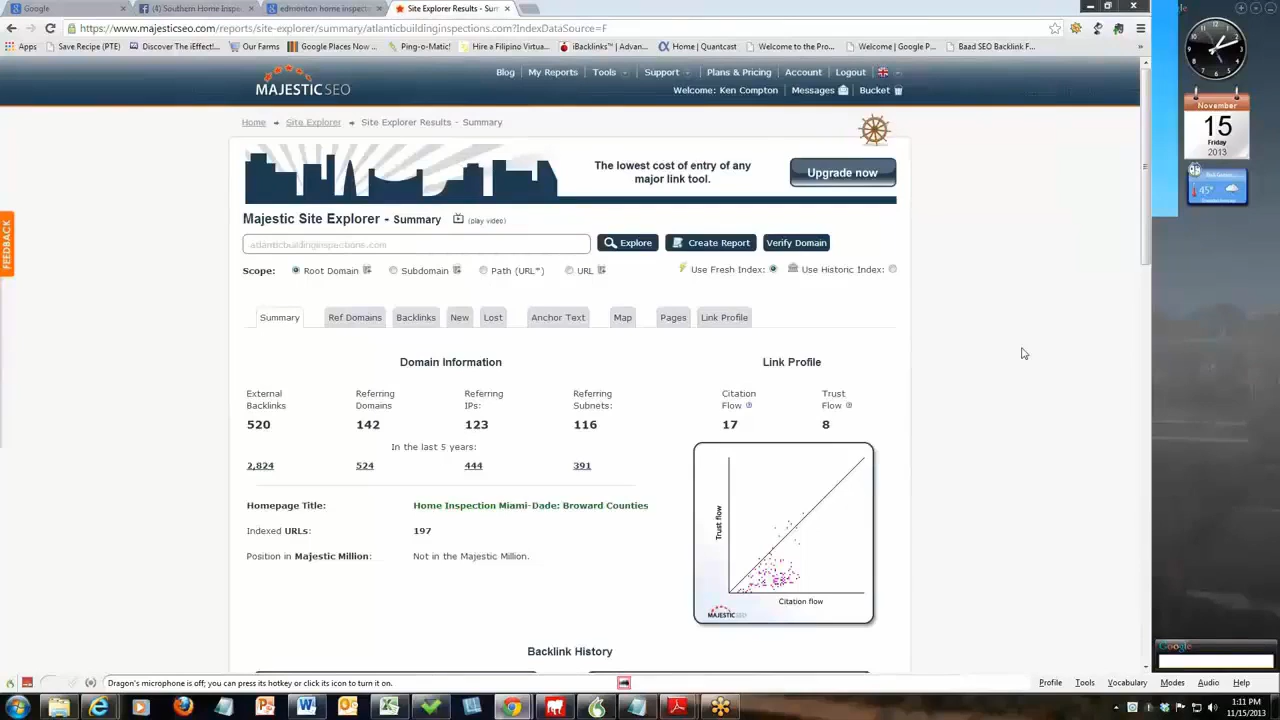 Google
(4) Southern Home Inspe
edmonton home inspect
Site Explorer Results - Sum
https://www.majesticseo.com/reports/site-explorer/summary/atlanticbuildinginspections.com?IndexDataSource=F
Apps
Save Recipe (PTE)
Discover The iEffect!...
Our Farms
Google Places Now ...
Ping-o-Matic!
Hire a Filipino Virtua...
iBacklinks™ | Advan...
Home | Quantcast
Welcome to the Pro...
Welcome | Google P...
Baad SEO Backlink F...
MAJESTIC SEO
Blog
My Reports
Tools
Support
Plans & Pricing
Account
Logout
Welcome: Ken Compton
Messages
Bucket
Home
Site Explorer
Site Explorer Results - Summary
The lowest cost of entry of any
major link tool.
Upgrade now
Majestic Site Explorer - Summary
(play video)
atlanticbuildinginspections.com
Explore
Create Report
Verify Domain
Scope:
Root Domain
Subdomain
Path (URL*)
URL
Use Fresh Index:
Use Historic Index:
Summary
Ref Domains
Backlinks
New
Lost
Anchor Text
Map
Pages
Link Profile
Domain Information
Link Profile
External
Backlinks
Referring
Domains
Referring
IPs:
Referring
Subnets:
Citation
Flow
Trust
Flow
520
142
123
116
17
8
In the last 5 years:
2,824
524
444
391
Homepage Title:
Home Inspection Miami-Dade: Broward Counties
Indexed URLs:
197
Position in Majestic Million:
Not in the Majestic Million.
Trust flow
Citation flow
MAJESTIC SEO
Backlink History
FEEDBACK
November
15
Friday
2013
45°
Google
Dragon's microphone is off; you can press its hotkey or click its icon to turn it on.
Profile
Tools
Vocabulary
Modes
Audio
Help
1:11 PM
11/15/2013